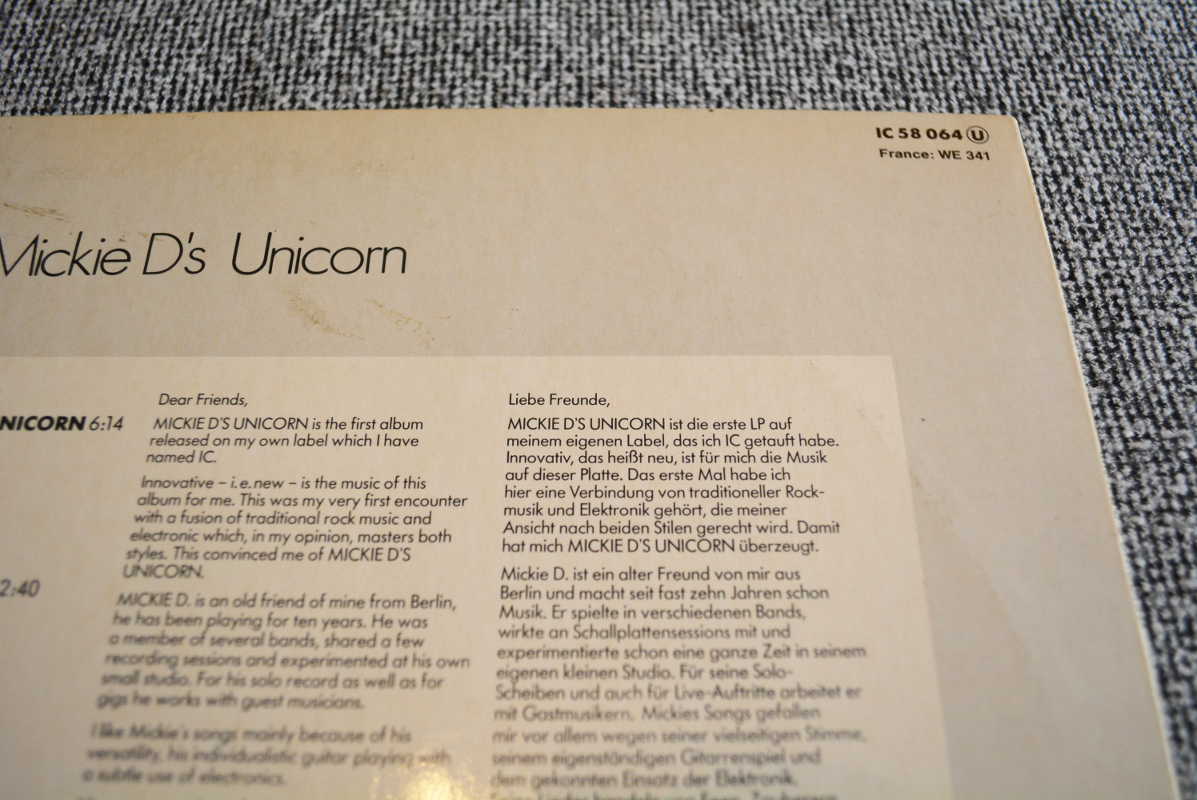 IC 58 064 U
France: WE 341
Mickie D's Unicorn
NICORN 6:14
2:40
Dear Friends,
MICKIE D'S UNICORN is the first album
released on my own label which I have
named IC.
Innovative – i.e. new – is the music of this
album for me. This was my very first encounter
with a fusion of traditional rock music and
electronic which, in my opinion, masters both
styles. This convinced me of MICKIE D'S
UNICORN.
MICKIE D. is an old friend of mine from Berlin,
he has been playing for ten years. He was
a member of several bands, shared a few
recording sessions and experimented at his own
small studio. For his solo record as well as for
gigs he works with guest musicians.
I like Mickie's songs mainly because of his
versatility, his individualistic guitar playing with
a subtle use of electronics.
Liebe Freunde,
MICKIE D'S UNICORN ist die erste LP auf
meinem eigenen Label, das ich IC getauft habe.
Innovativ, das heißt neu, ist für mich die Musik
auf dieser Platte. Das erste Mal habe ich
hier eine Verbindung von traditioneller Rock-
musik und Elektronik gehört, die meiner
Ansicht nach beiden Stilen gerecht wird. Damit
hat mich MICKIE D'S UNICORN überzeugt.
Mickie D. ist ein alter Freund von mir aus
Berlin und macht seit fast zehn Jahren schon
Musik. Er spielte in verschiedenen Bands,
wirkte an Schallplattensessions mit und
experimentierte schon eine ganze Zeit in seinem
eigenen kleinen Studio. Für seine Solo-
Scheiben und auch für Live-Auftritte arbeitet er
mit Gastmusikern. Mickies Songs gefallen
mir vor allem wegen seiner vielseitigen Stimme,
seinem eigenständigen Gitarrenspiel und
dem gekonnten Einsatz der Elektronik.